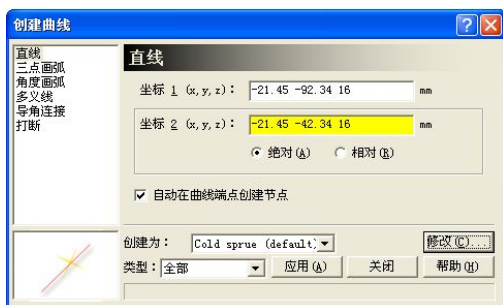 创建曲线
直线
三点画弧
角度画弧
多义线
导角连接
打断
直线
坐标 1 (x,y,z): -21.45 -92.34 16 mm
坐标 2 (x,y,z): -21.45 -42.34 16 mm
绝对(A) 相对(R)
自动在曲线端点创建节点
创建为: Cold sprue (default) 修改(C)...
类型: 全部 应用(A) 关闭 帮助(H)